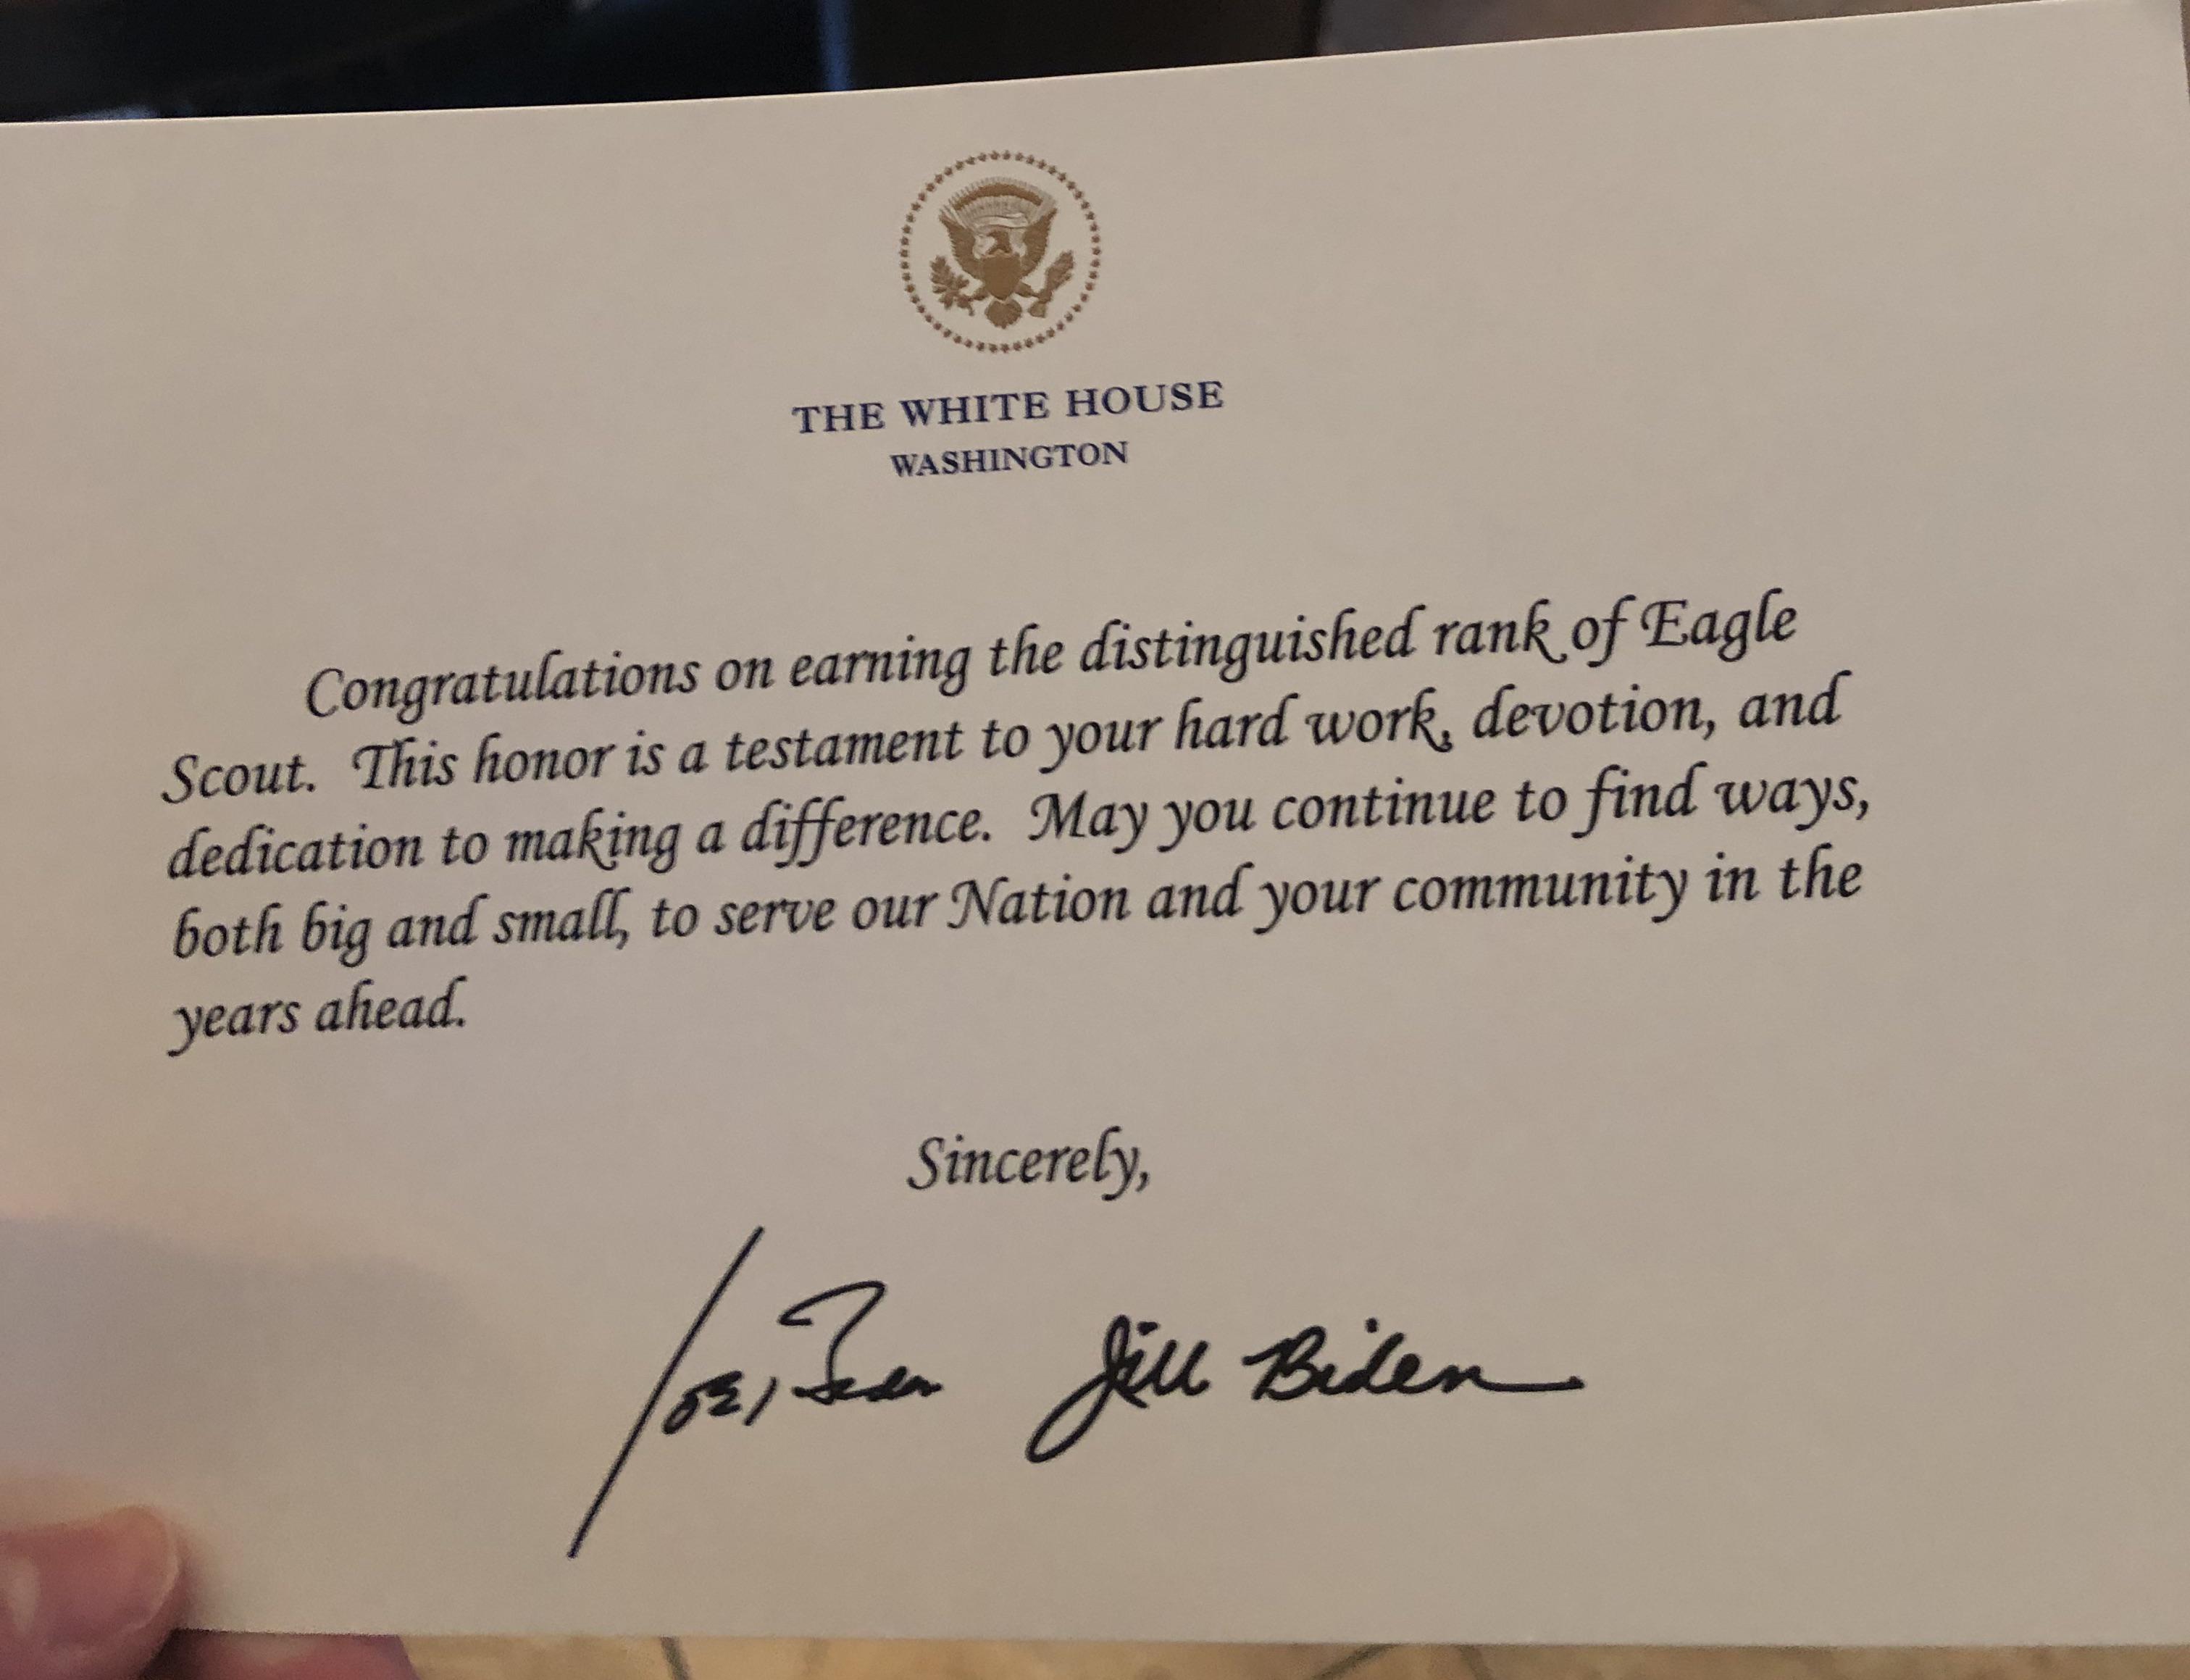 THE WHITE HOUSE
WASHINGTON
Congratulations on earning the distinguished rank of Eagle
Scout. This honor is a testament to your hard work, devotion, and
dedication to making a difference. May you continue to find ways,
both big and small, to serve our Nation and your community in the
years ahead.
Sincerely,
Joe Biden Jill Biden